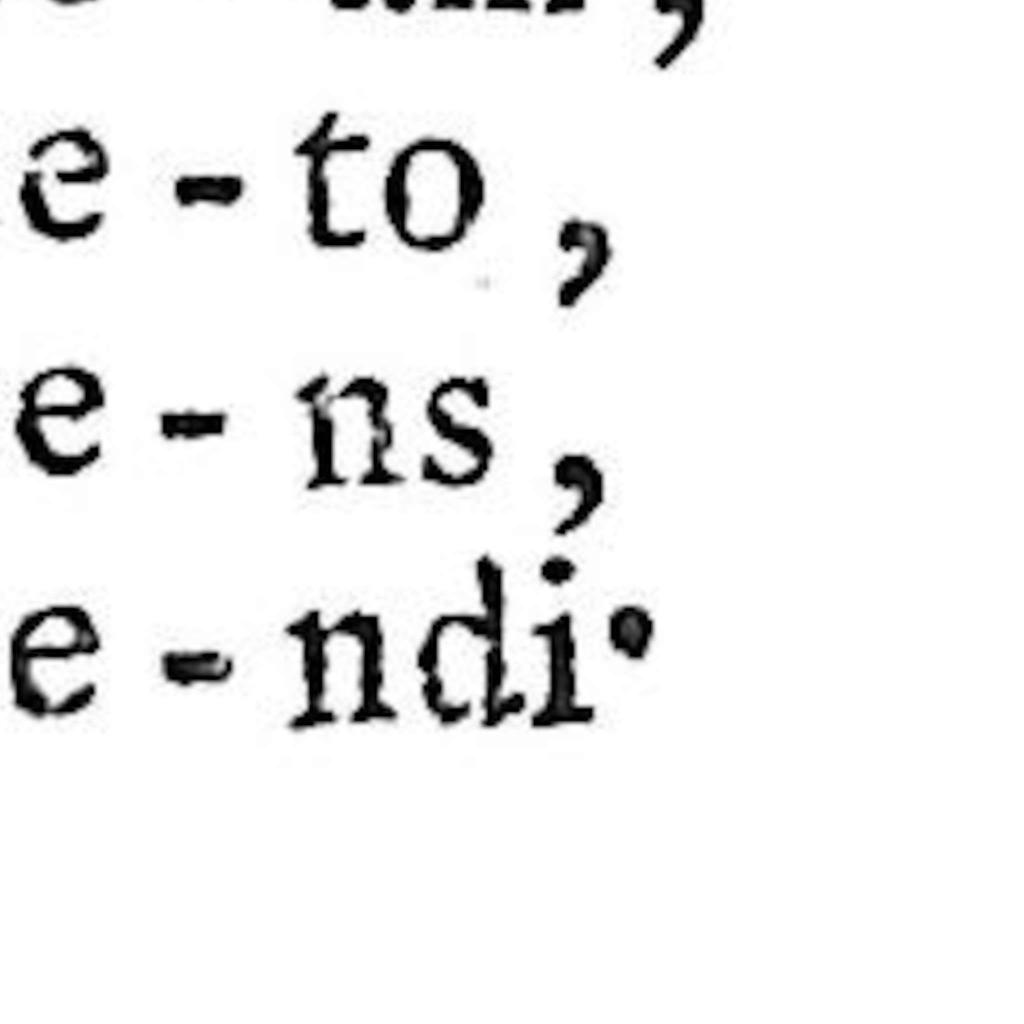 e - to ,
e - ns ,
e - ndi·